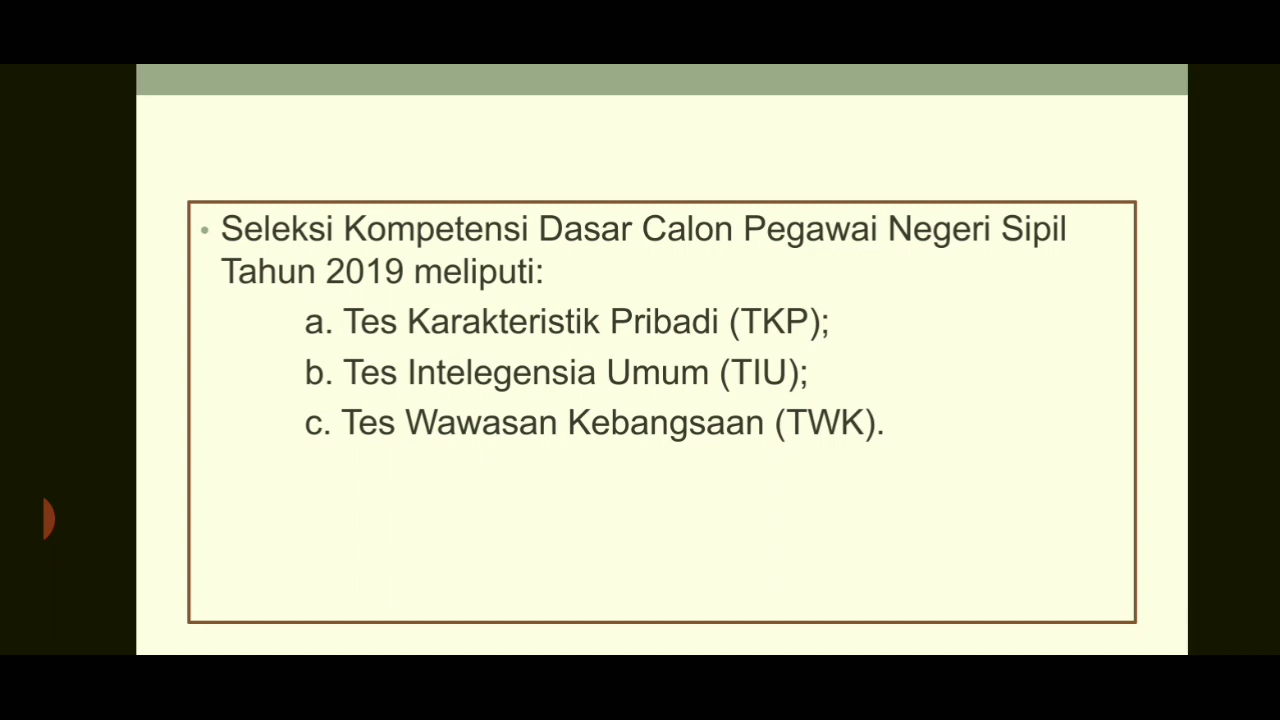 • Seleksi Kompetensi Dasar Calon Pegawai Negeri Sipil
Tahun 2019 meliputi:
a. Tes Karakteristik Pribadi (TKP);
b. Tes Intelegensia Umum (TIU);
c. Tes Wawasan Kebangsaan (TWK).